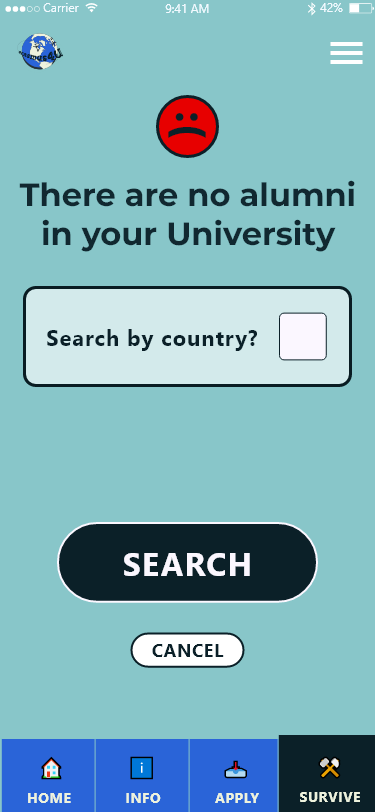 Carrier 9:41 AM 42%
There are no alumni
in your University
Search by country?
SEARCH
CANCEL
HOME INFO APPLY SURVIVE